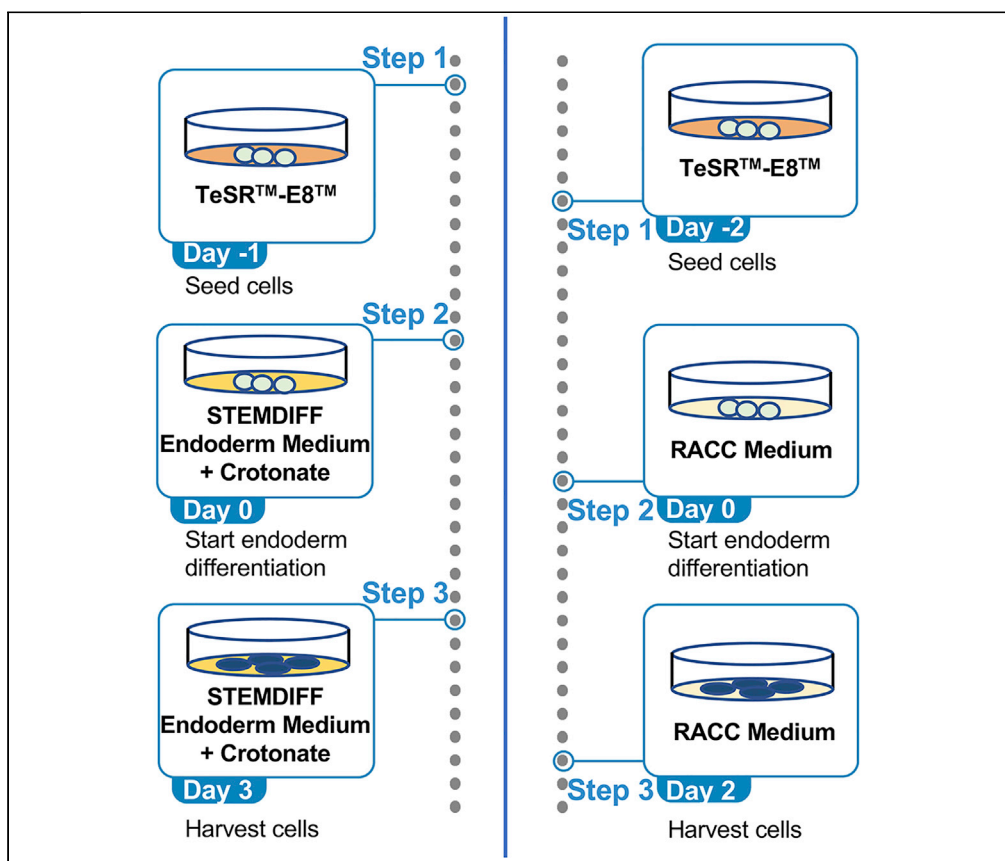 Step 1
TeSR™-E8™
Day -1
Seed cells
Step 2
STEMDIFF
Endoderm Medium
+ Crotonate
Day 0
Start endoderm
differentiation
Step 3
STEMDIFF
Endoderm Medium
+ Crotonate
Day 3
Harvest cells
TeSR™-E8™
Step 1
Day -2
Seed cells
RACC Medium
Step 2
Day 0
Start endoderm
differentiation
RACC Medium
Step 3
Day 2
Harvest cells